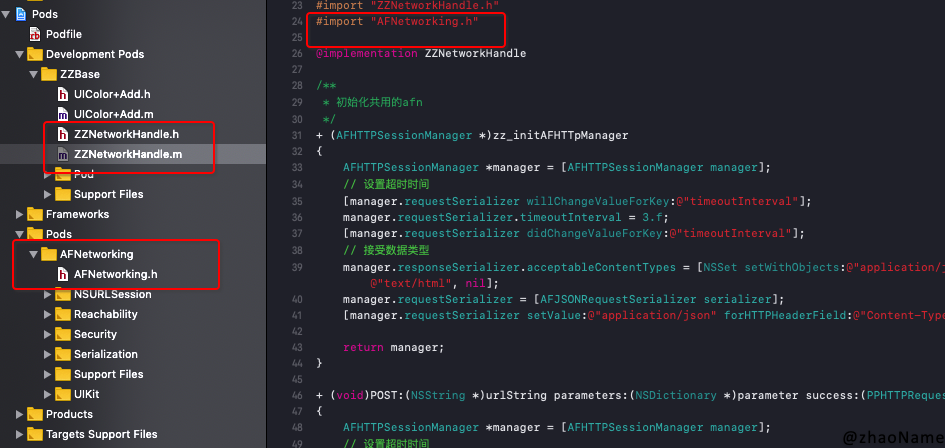 Pods
Podfile
Development Pods
ZZBase
UIColor+Add.h
UIColor+Add.m
ZZNetworkHandle.h
ZZNetworkHandle.m
Pod
Support Files
Frameworks
Pods
AFNetworking
AFNetworking.h
NSURLSession
Reachability
Security
Serialization
Support Files
UIKit
Products
Targets Support Files
23 #import "ZZNetworkHandle.h"
24 #import "AFNetworking.h"
25
26 @implementation ZZNetworkHandle
27
28 /**
29 * 初始化共用的afn
30 */
31 + (AFHTTPSessionManager *)zz_initAFHTTpManager
32 {
33 AFHTTPSessionManager *manager = [AFHTTPSessionManager manager];
34 // 设置超时时间
35 [manager.requestSerializer willChangeValueForKey:@"timeoutInterval"];
36 manager.requestSerializer.timeoutInterval = 3.f;
37 [manager.requestSerializer didChangeValueForKey:@"timeoutInterval"];
38 // 接受数据类型
39 manager.responseSerializer.acceptableContentTypes = [NSSet setWithObjects:@"application/j
@"text/html", nil];
40 manager.requestSerializer = [AFJSONRequestSerializer serializer];
41 [manager.requestSerializer setValue:@"application/json" forHTTPHeaderField:@"Content-Type
42
43 return manager;
44 }
45
46 + (void)POST:(NSString *)urlString parameters:(NSDictionary *)parameter success:(PPHTTPReques
47 {
48 AFHTTPSessionManager *manager = [AFHTTPSessionManager manager];
49 // 设置超时时间
@zhaoName